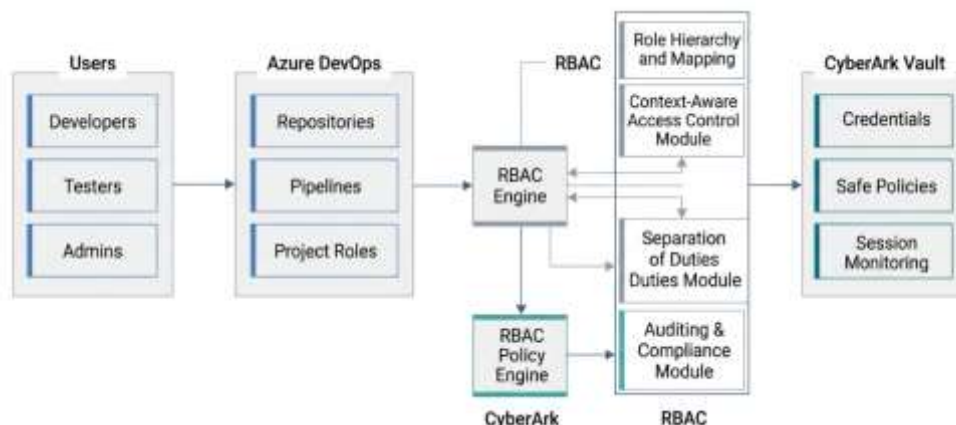 Users
Developers
Testers
Admins
Azure DevOps
Repositories
Pipelines
Project Roles
RBAC
RBAC
Engine
RBAC
Policy
Engine
CyberArk
Role Hierarchy
and Mapping
Context-Aware
Access Control
Module
Separation
of Duties
Duties Module
Auditing &
Compliance
Module
RBAC
CyberArk Vault
Credentials
Safe Policies
Session
Monitoring